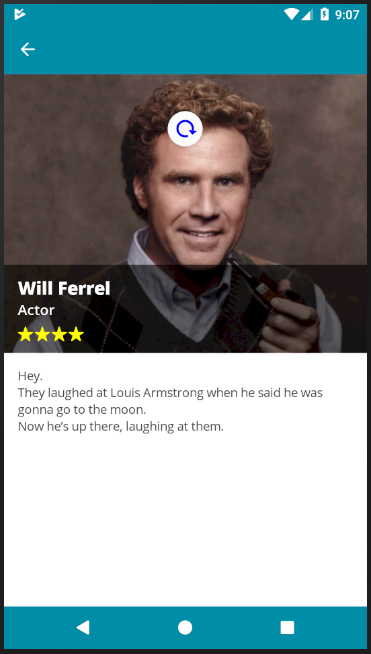 9:07
Will Ferrel
Actor
Hey.
They laughed at Louis Armstrong when he said he was
gonna go to the moon.
Now he's up there, laughing at them.